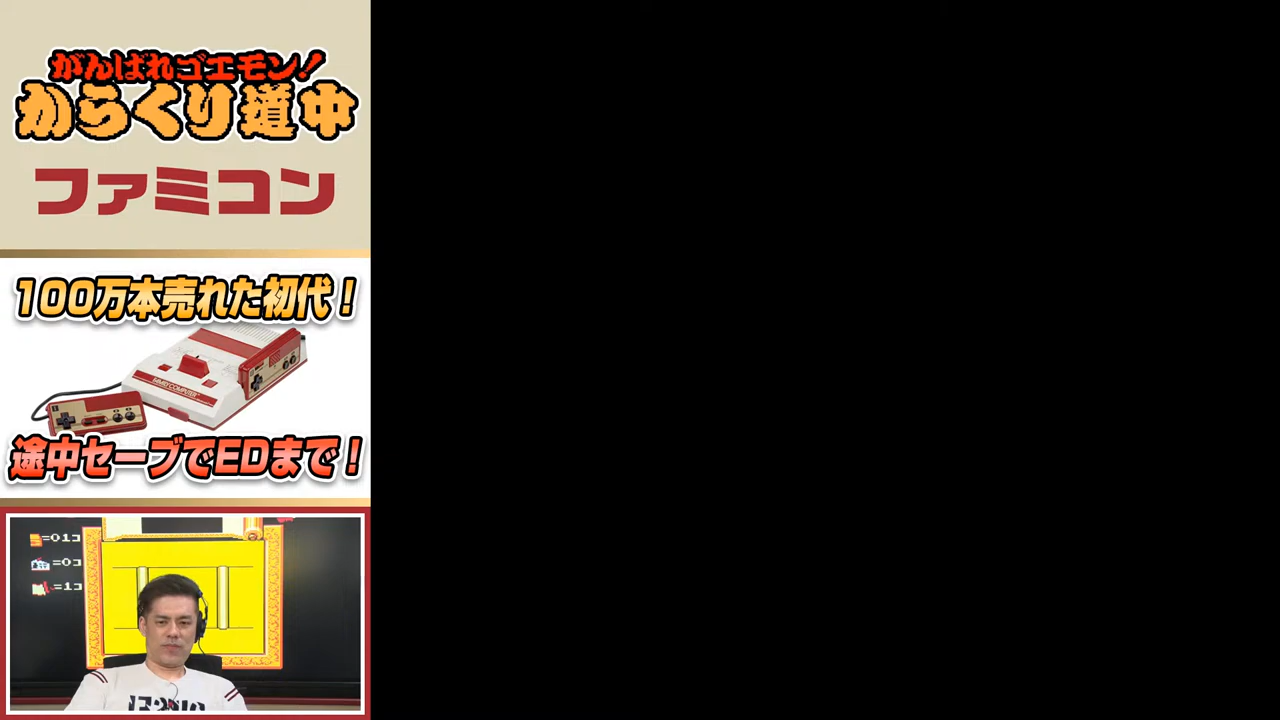 がんばれゴエモン!
からくり道中
ファミコン
100万本売れた初代!
FAMILY COMPUTER
途中セーブでEDまで!
=01コ
=0コ
=1コ